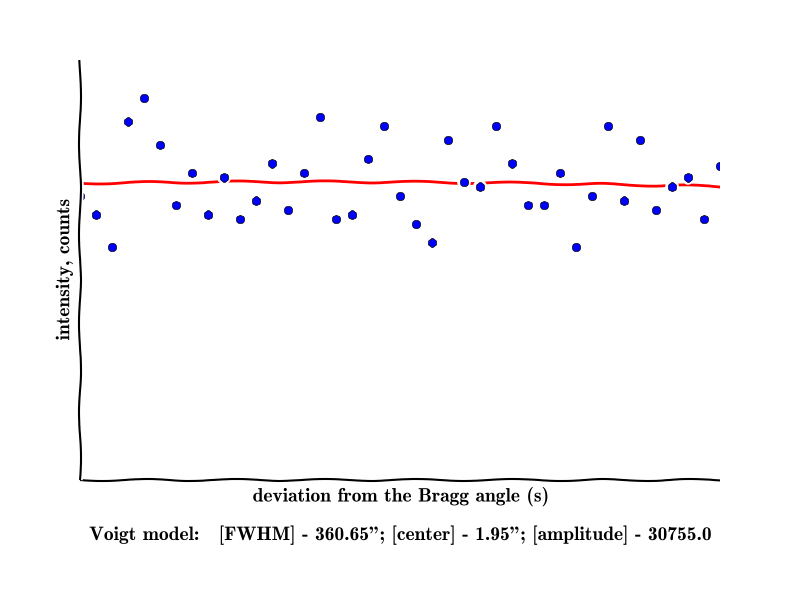 intensity, counts
deviation from the Bragg angle (s)
Voigt model: [FWHM] - 360.65”; [center] - 1.95”; [amplitude] - 30755.0